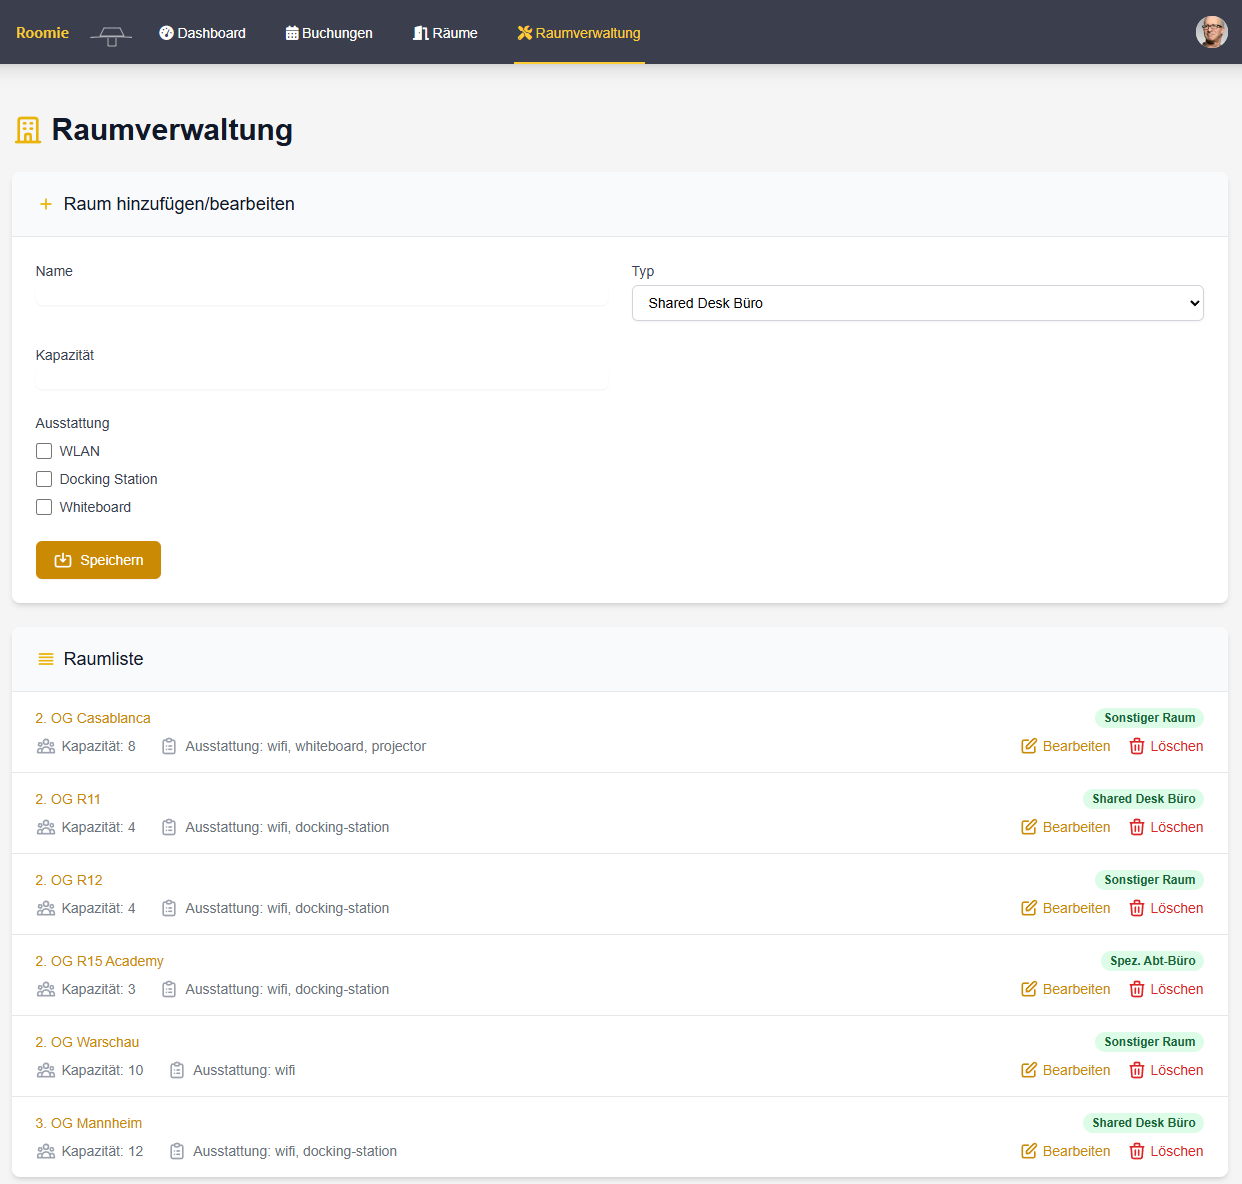 Roomie Dashboard Buchungen Räume Raumverwaltung
Raumverwaltung
Raum hinzufügen/bearbeiten
Name Typ
Shared Desk Büro
Kapazität
Ausstattung
WLAN
Docking Station
Whiteboard
Speichern
Raumliste
2. OG Casablanca Sonstiger Raum
Kapazität: 8 Ausstattung: wifi, whiteboard, projector Bearbeiten Löschen
2. OG R11 Shared Desk Büro
Kapazität: 4 Ausstattung: wifi, docking-station Bearbeiten Löschen
2. OG R12 Sonstiger Raum
Kapazität: 4 Ausstattung: wifi, docking-station Bearbeiten Löschen
2. OG R15 Academy Spez. Abt-Büro
Kapazität: 3 Ausstattung: wifi, docking-station Bearbeiten Löschen
2. OG Warschau Sonstiger Raum
Kapazität: 10 Ausstattung: wifi Bearbeiten Löschen
3. OG Mannheim Shared Desk Büro
Kapazität: 12 Ausstattung: wifi, docking-station Bearbeiten Löschen